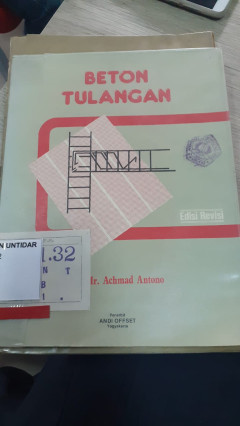 BETON
TULANGAN
Edisi Revisi
N UNTIDAR
.32
N T
B
I .
Ir. Achmad Antono
Penerbit
ANDI OFFSET
Yogyakarta